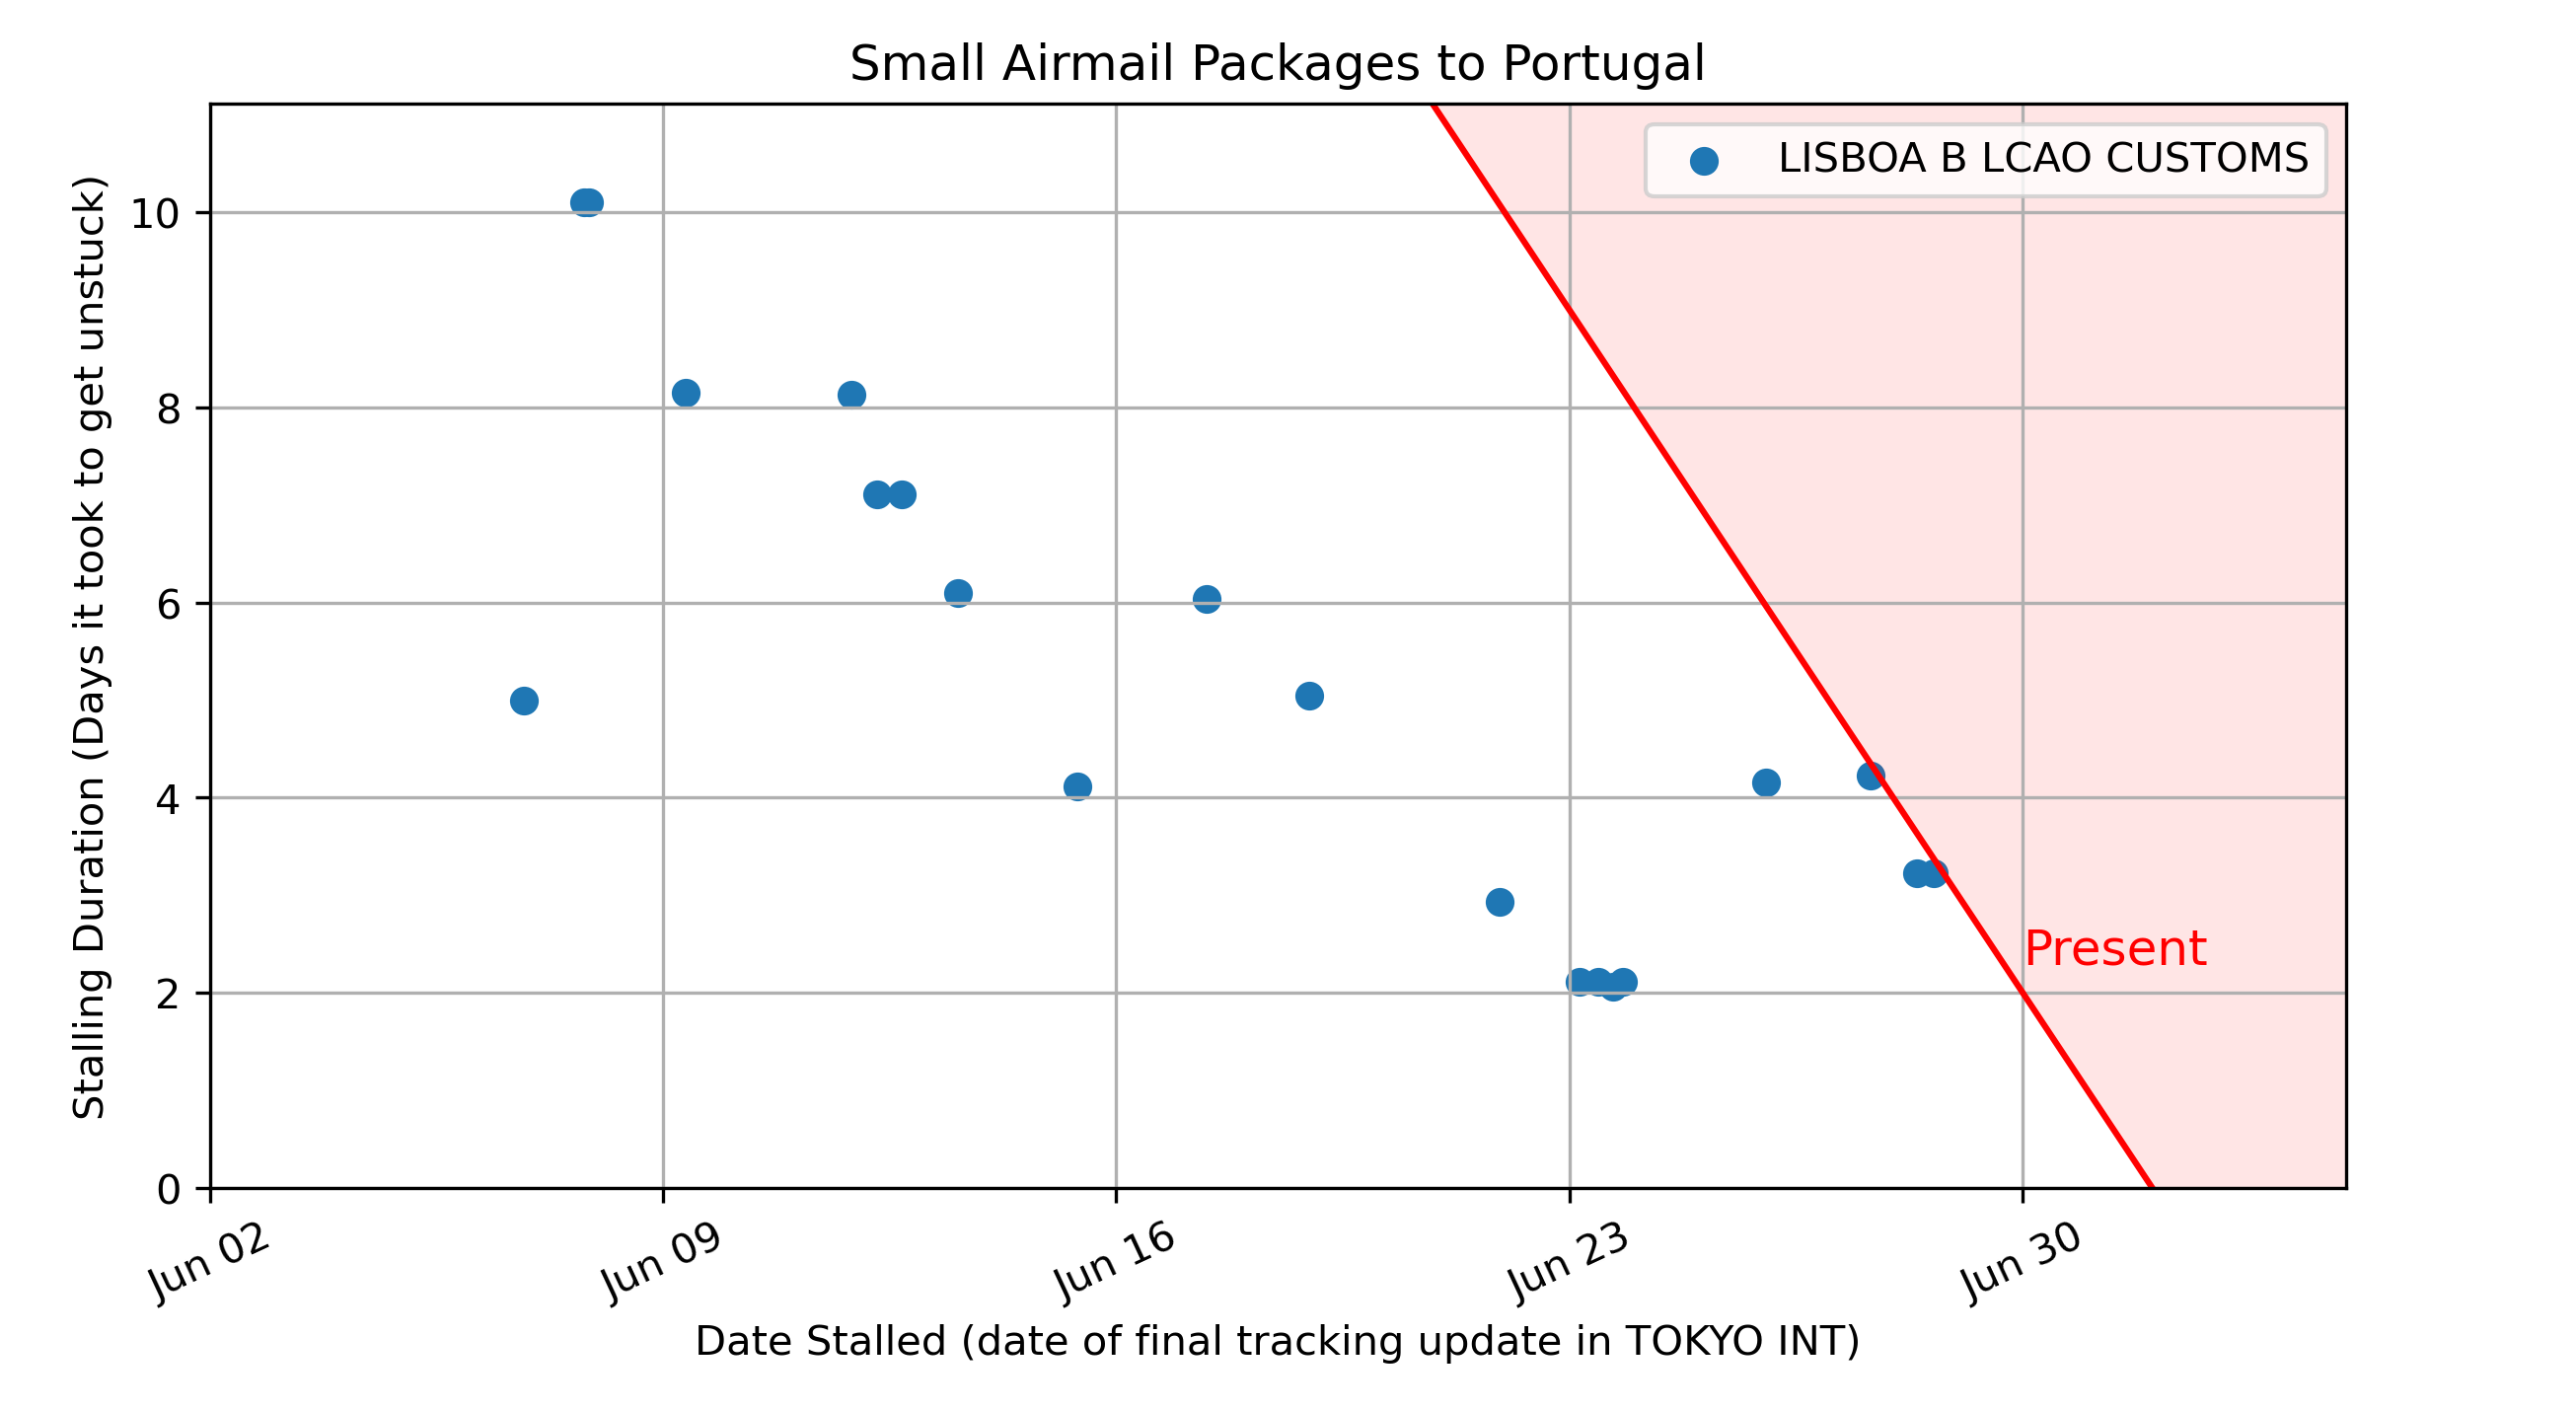 Small Airmail Packages to Portugal
LISBOA B LCAO CUSTOMS
Stalling Duration (Days it took to get unstuck)
10
8
6
4
2
0
Present
Jun 02
Jun 09
Jun 16
Jun 23
Jun 30
Date Stalled (date of final tracking update in TOKYO INT)